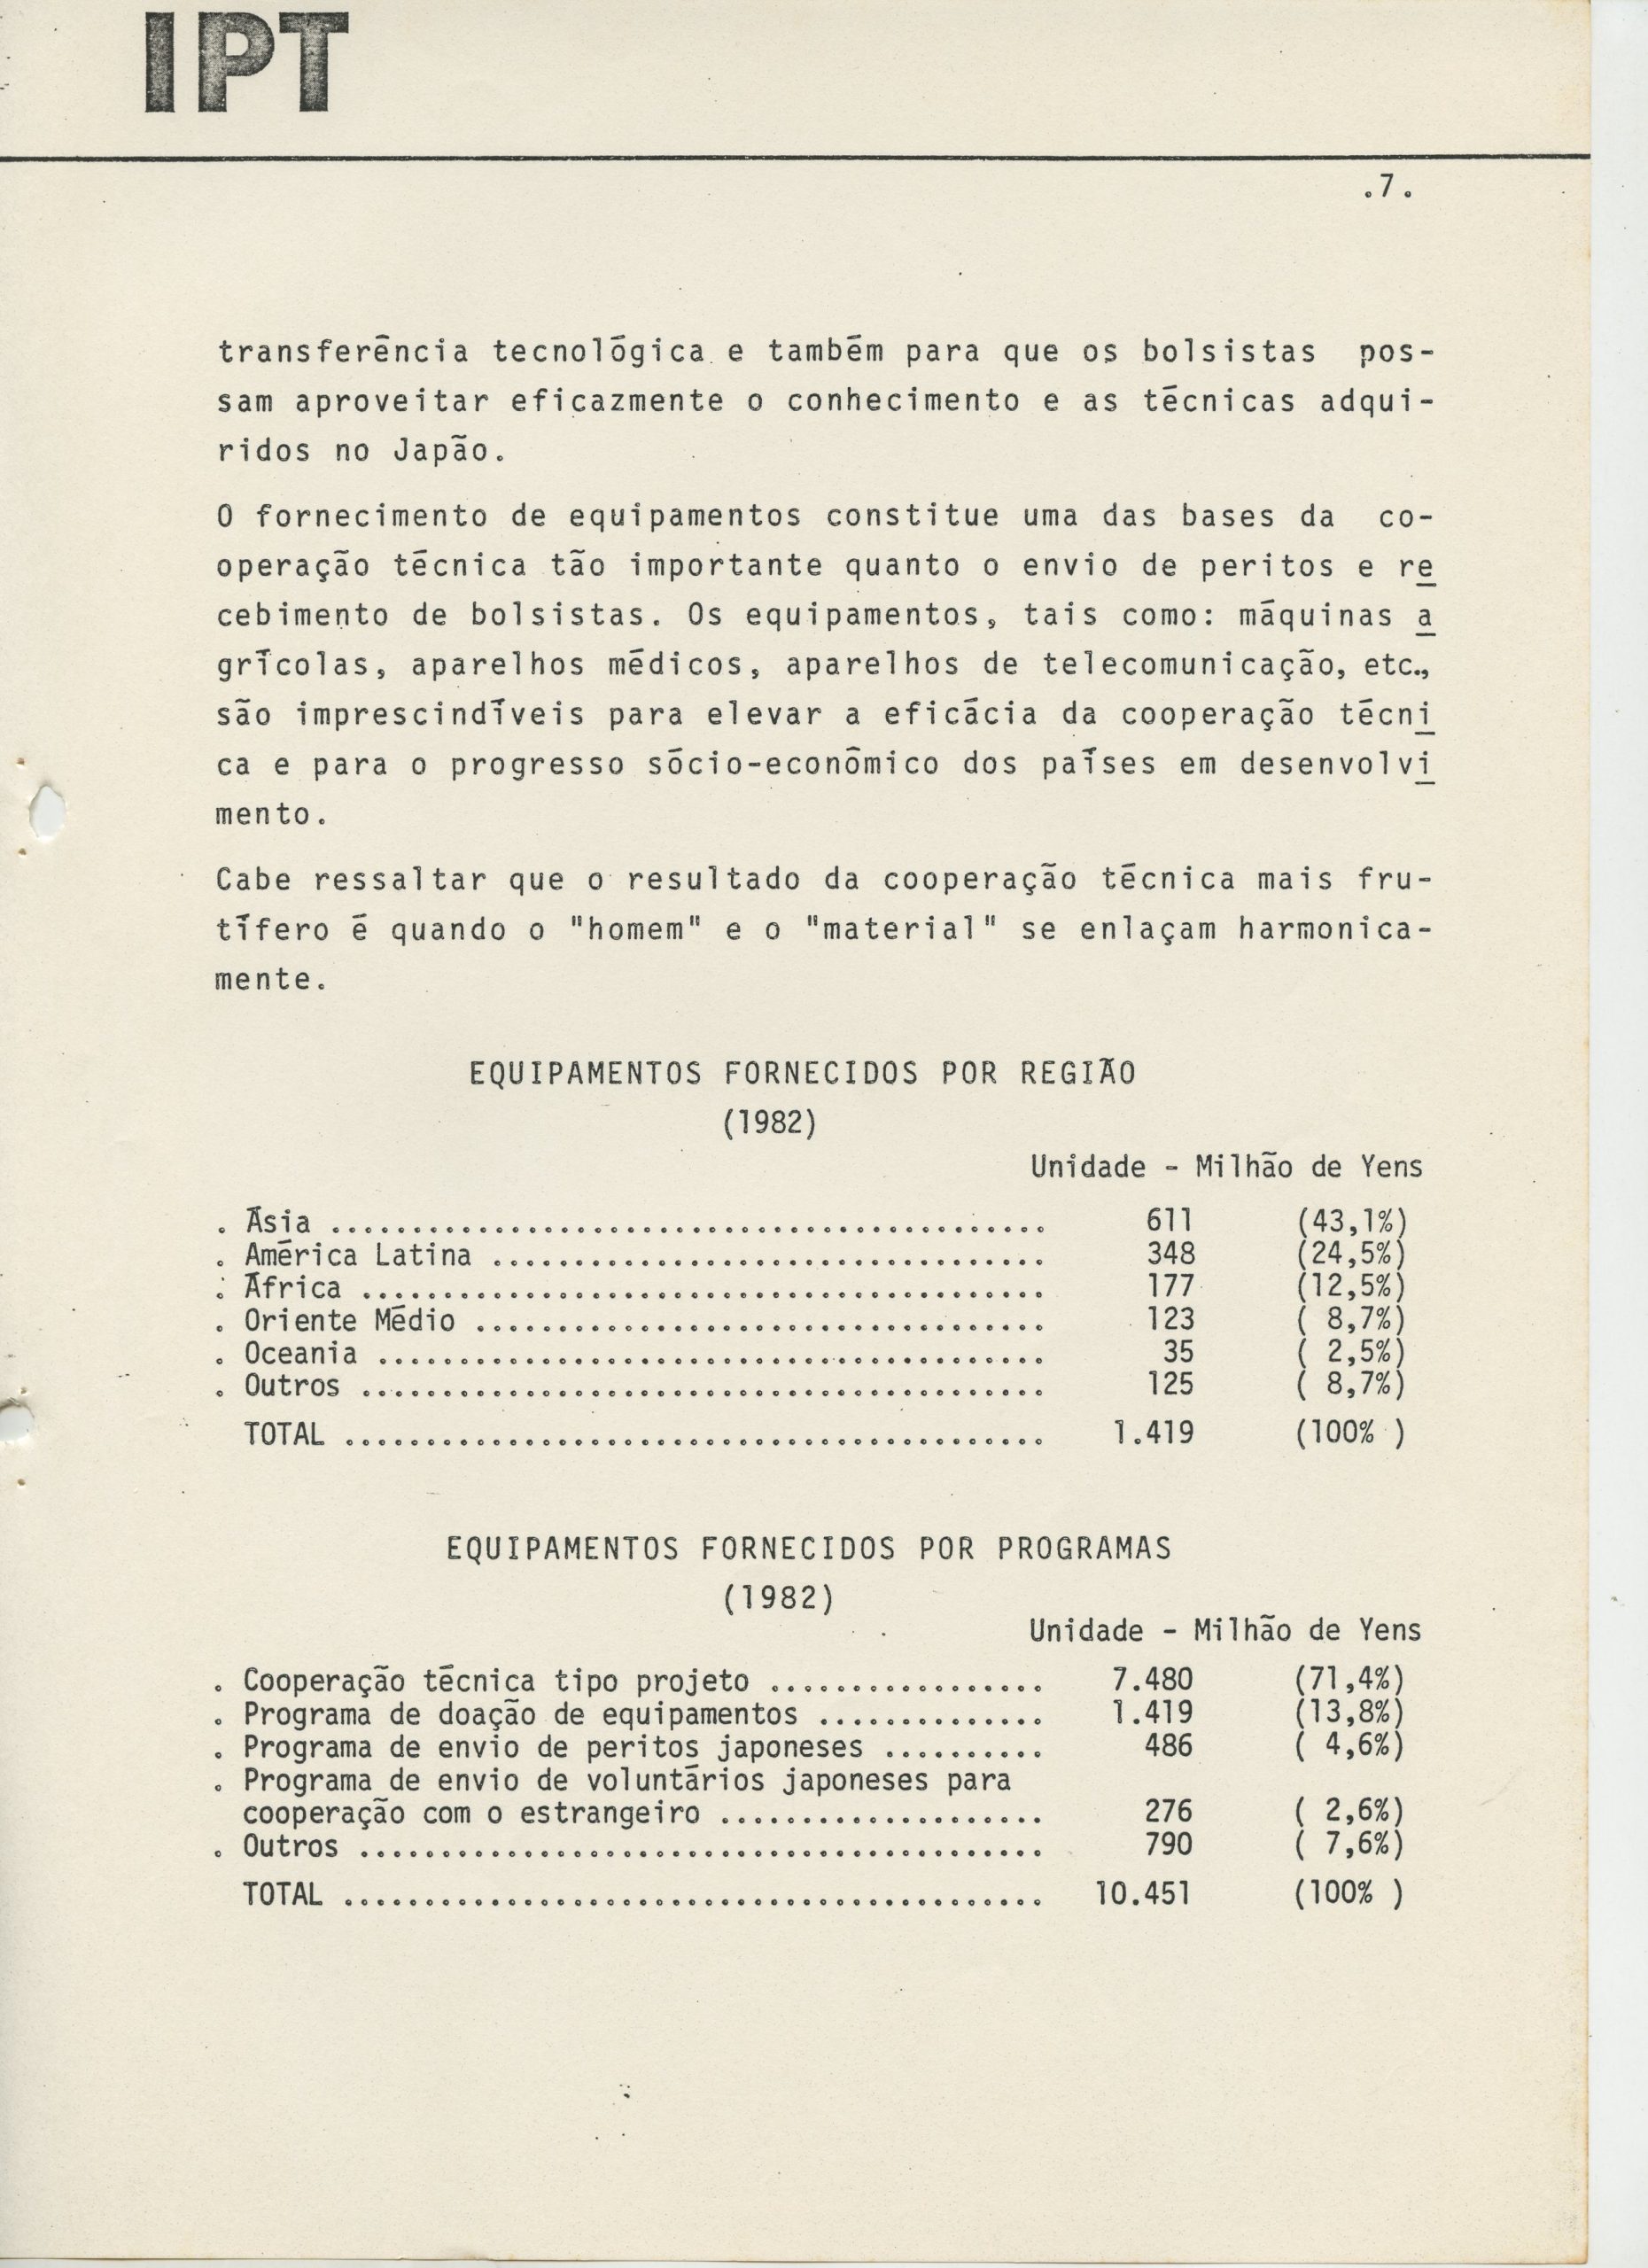 IPT
.7.
transferência tecnológica e também para que os bolsistas pos-
sam aproveitar eficazmente o conhecimento e as técnicas adqui-
ridos no Japão.
O fornecimento de equipamentos constitue uma das bases da co-
operação técnica tão importante quanto o envio de peritos e re
cebimento de bolsistas. Os equipamentos, tais como: máquinas a
grícolas, aparelhos médicos, aparelhos de telecomunicação, etc.,
são imprescindíveis para elevar a eficácia da cooperação técni
ca e para o progresso sócio-econômico dos países em desenvolvi
mento.
Cabe ressaltar que o resultado da cooperação técnica mais fru-
tífero é quando o "homem" e o "material" se enlaçam harmonica-
mente.
EQUIPAMENTOS FORNECIDOS POR REGIÃO
(1982)
Unidade - Milhão de Yens
. Ásia ............................................ 611 (43,1%)
. América Latina .................................. 348 (24,5%)
. África .......................................... 177 (12,5%)
. Oriente Médio ................................... 123 ( 8,7%)
. Oceania ......................................... 35 ( 2,5%)
. Outros .......................................... 125 ( 8,7%)
TOTAL ........................................... 1.419 (100% )
EQUIPAMENTOS FORNECIDOS POR PROGRAMAS
(1982)
Unidade - Milhão de Yens
. Cooperação técnica tipo projeto ................. 7.480 (71,4%)
. Programa de doação de equipamentos .............. 1.419 (13,8%)
. Programa de envio de peritos japoneses .......... 486 ( 4,6%)
. Programa de envio de voluntários japoneses para
cooperação com o estrangeiro .................... 276 ( 2,6%)
. Outros .......................................... 790 ( 7,6%)
TOTAL ........................................... 10.451 (100% )